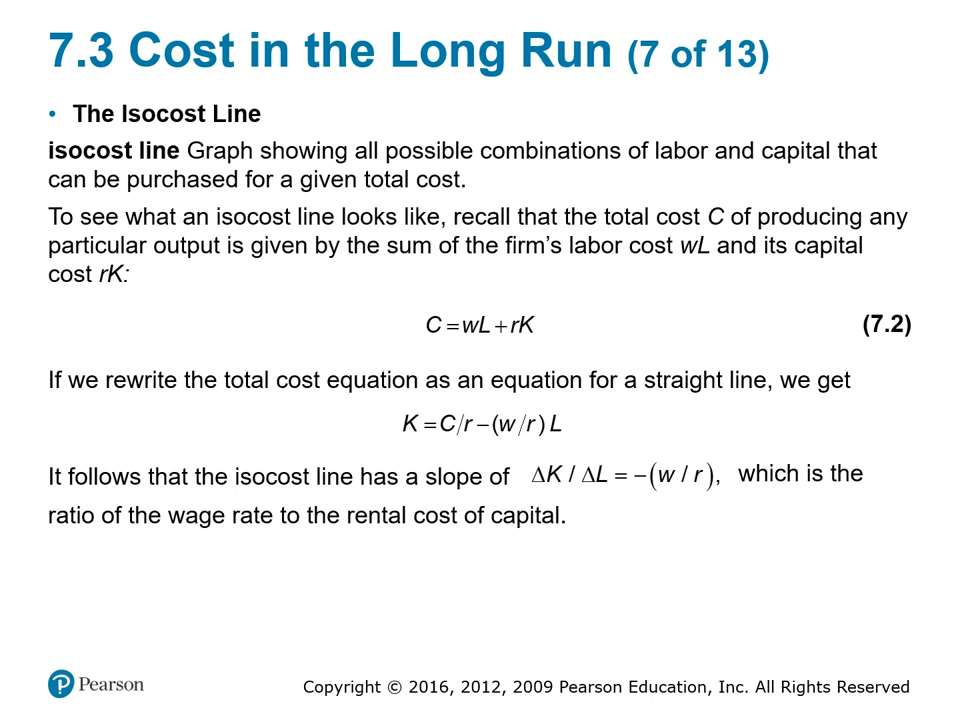 7.3 Cost in the Long Run (7 of 13)
• The Isocost Line
isocost line Graph showing all possible combinations of labor and capital that
can be purchased for a given total cost.
To see what an isocost line looks like, recall that the total cost C of producing any
particular output is given by the sum of the firm’s labor cost wL and its capital
cost rK:
C = wL + rK (7.2)
If we rewrite the total cost equation as an equation for a straight line, we get
K = C/r − (w/r) L
It follows that the isocost line has a slope of ΔK / ΔL = −(w / r), which is the
ratio of the wage rate to the rental cost of capital.
Pearson
Copyright © 2016, 2012, 2009 Pearson Education, Inc. All Rights Reserved